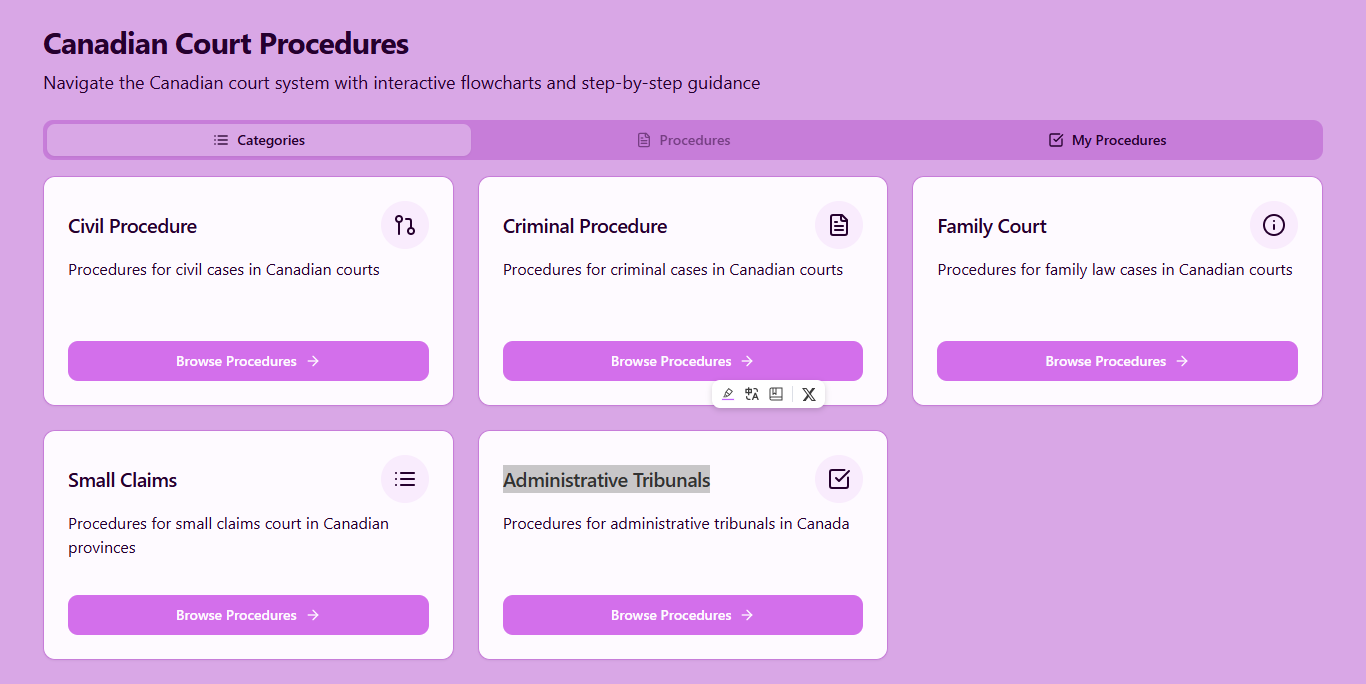 Canadian Court Procedures
Navigate the Canadian court system with interactive flowcharts and step-by-step guidance
Categories
Procedures
My Procedures
Civil Procedure
Procedures for civil cases in Canadian courts
Browse Procedures →
Criminal Procedure
Procedures for criminal cases in Canadian courts
Browse Procedures →
Family Court
Procedures for family law cases in Canadian courts
Browse Procedures →
Small Claims
Procedures for small claims court in Canadian
provinces
Browse Procedures →
Administrative Tribunals
Procedures for administrative tribunals in Canada
Browse Procedures →